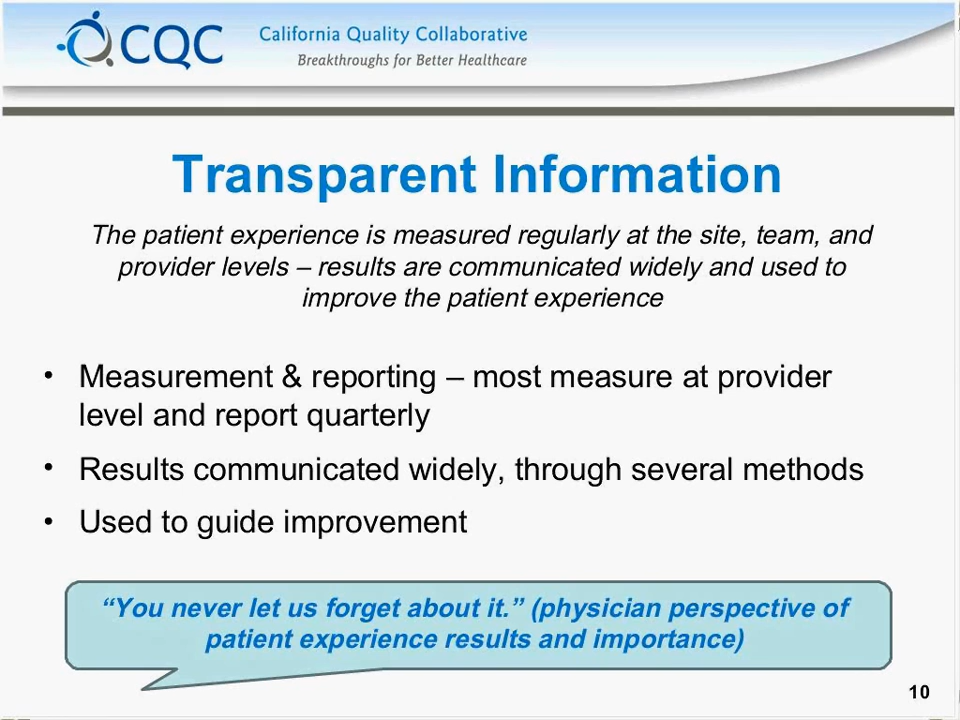 CQC
California Quality Collaborative
Breakthroughs for Better Healthcare
Transparent Information
The patient experience is measured regularly at the site, team, and
provider levels – results are communicated widely and used to
improve the patient experience
• Measurement & reporting – most measure at provider
level and report quarterly
• Results communicated widely, through several methods
• Used to guide improvement
“You never let us forget about it.” (physician perspective of
patient experience results and importance)
10